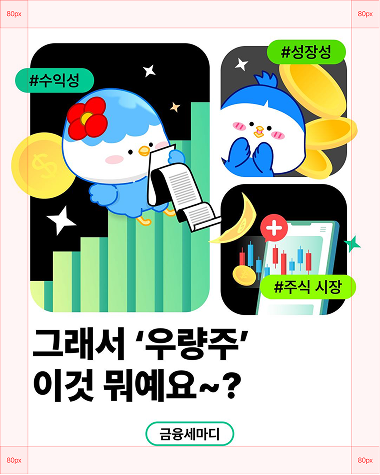 80px 80px
#성장성
#수익성
#주식 시장
그래서 ‘우량주’
이것 뭐예요~?
금융세마디
80px 80px